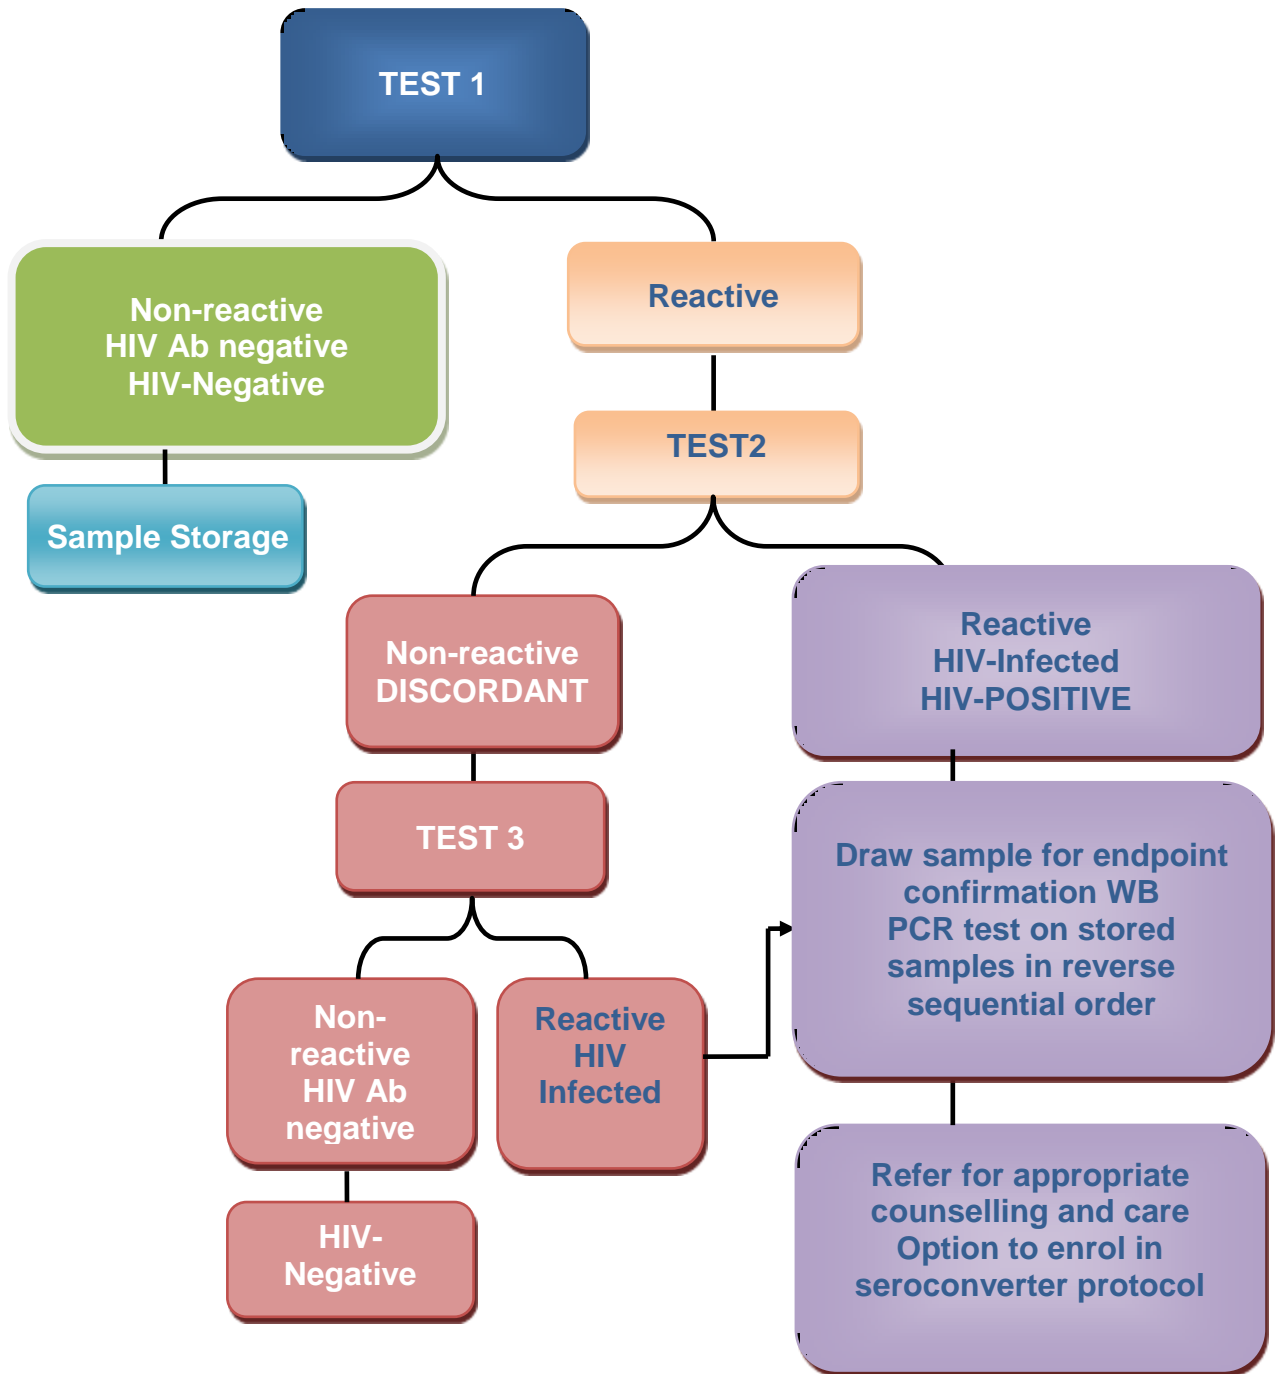 TEST 1
Non-reactive
HIV Ab negative
HIV-Negative
Reactive
TEST2
Sample Storage
Non-reactive
DISCORDANT
Reactive
HIV-Infected
HIV-POSITIVE
TEST 3
Draw sample for endpoint
confirmation WB
PCR test on stored
samples in reverse
sequential order
Non-
reactive
HIV Ab
negative
Reactive
HIV
Infected
HIV-
Negative
Refer for appropriate
counselling and care
Option to enrol in
seroconverter protocol